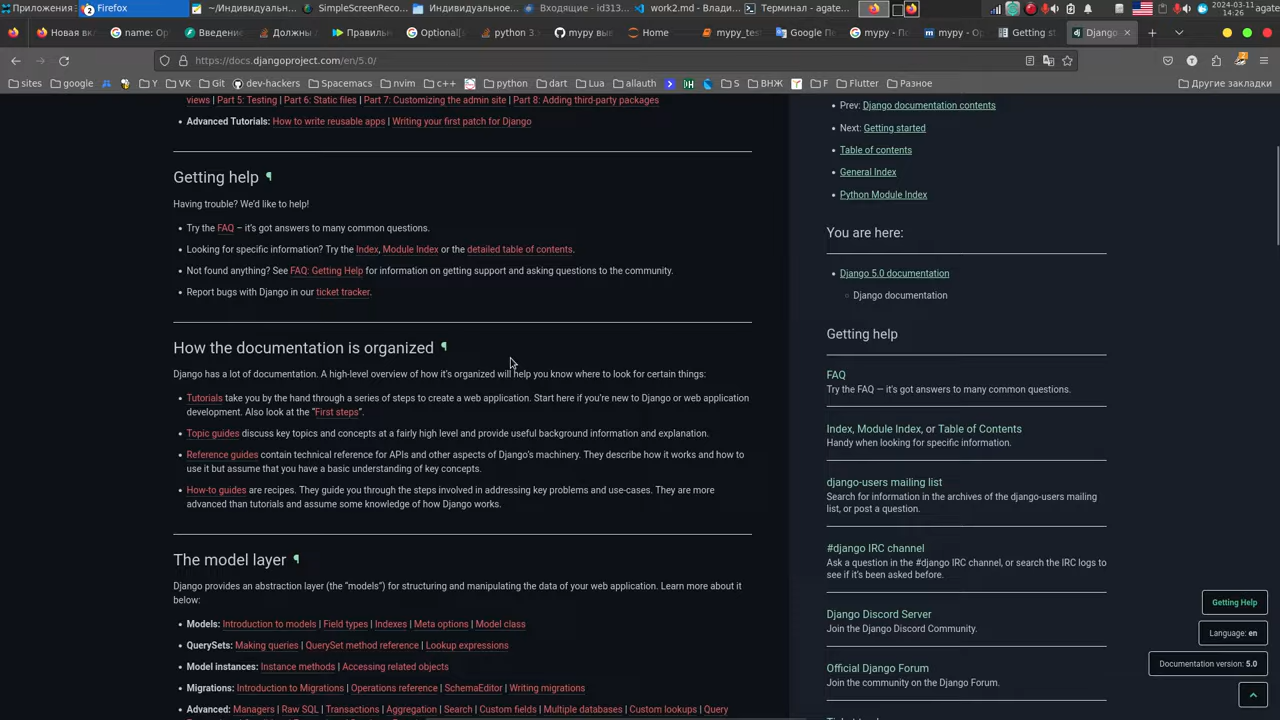 Приложения
2 Firefox
~/Индивидуальн...
SimpleScreenReco...
Индивидуальное...
Входящие - id313...
work2.md - Влади...
Терминал - agate...
2024-03-11
14:26
agate
Новая вкл
name: Op:
Введение
Должны
Правильн
Optional[
python 3.
mypy вы
Home
mypy_tes
Google П
mypy - П
mypy - Op
Getting st
Django
https://docs.djangoproject.com/en/5.0/
sites
google
Y
VK
Git
dev-hackers
Spacemacs
nvim
c++
python
dart
Lua
allauth
S
ВНЖ
F
Flutter
Разное
Другие закладки
views | Part 5: Testing | Part 6: Static files | Part 7: Customizing the admin site | Part 8: Adding third-party packages
• Advanced Tutorials: How to write reusable apps | Writing your first patch for Django
Getting help ¶
Having trouble? We'd like to help!
• Try the FAQ – it's got answers to many common questions.
• Looking for specific information? Try the Index, Module Index or the detailed table of contents.
• Not found anything? See FAQ: Getting Help for information on getting support and asking questions to the community.
• Report bugs with Django in our ticket tracker.
How the documentation is organized ¶
Django has a lot of documentation. A high-level overview of how it's organized will help you know where to look for certain things:
• Tutorials take you by the hand through a series of steps to create a web application. Start here if you're new to Django or web application
development. Also look at the "First steps".
• Topic guides discuss key topics and concepts at a fairly high level and provide useful background information and explanation.
• Reference guides contain technical reference for APIs and other aspects of Django's machinery. They describe how it works and how to
use it but assume that you have a basic understanding of key concepts.
• How-to guides are recipes. They guide you through the steps involved in addressing key problems and use-cases. They are more
advanced than tutorials and assume some knowledge of how Django works.
The model layer ¶
Django provides an abstraction layer (the "models") for structuring and manipulating the data of your web application. Learn more about it
below:
• Models: Introduction to models | Field types | Indexes | Meta options | Model class
• QuerySets: Making queries | QuerySet method reference | Lookup expressions
• Model instances: Instance methods | Accessing related objects
• Migrations: Introduction to Migrations | Operations reference | SchemaEditor | Writing migrations
• Advanced: Managers | Raw SQL | Transactions | Aggregation | Search | Custom fields | Multiple databases | Custom lookups | Query
• Prev: Django documentation contents
• Next: Getting started
• Table of contents
• General Index
• Python Module Index
You are here:
• Django 5.0 documentation
◦ Django documentation
Getting help
FAQ
Try the FAQ — it's got answers to many common questions.
Index, Module Index, or Table of Contents
Handy when looking for specific information.
django-users mailing list
Search for information in the archives of the django-users mailing
list, or post a question.
#django IRC channel
Ask a question in the #django IRC channel, or search the IRC logs to
see if it's been asked before.
Django Discord Server
Join the Django Discord Community.
Official Django Forum
Join the community on the Django Forum.
Getting Help
Language: en
Documentation version: 5.0